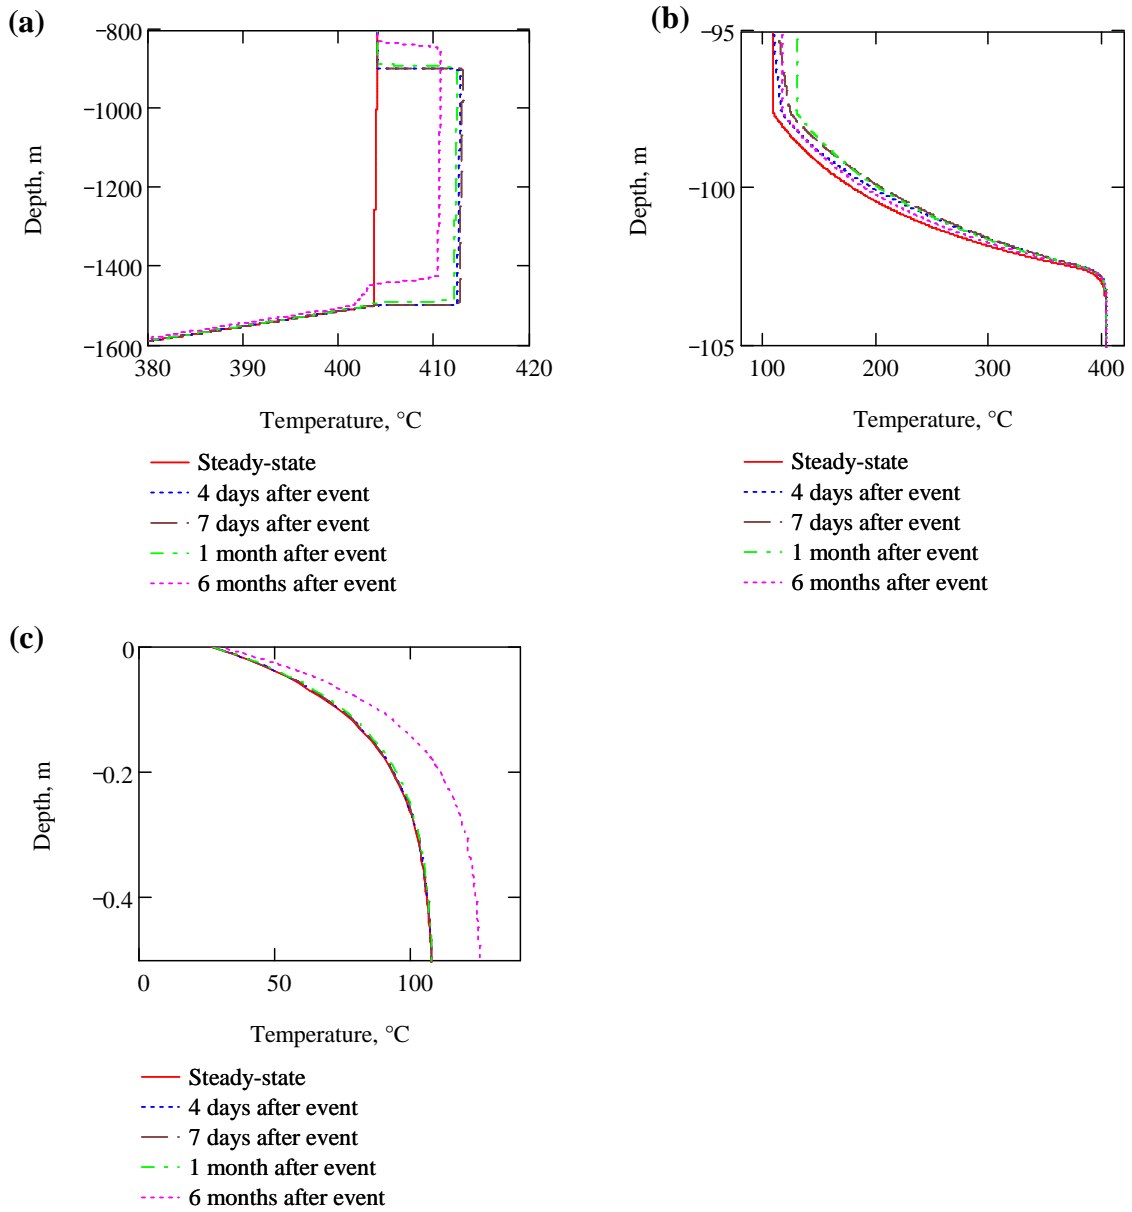 (a)
−800
−1000
−1200
−1400
−1600
Depth, m
380 390 400 410 420
Temperature, °C
Steady-state
4 days after event
7 days after event
1 month after event
6 months after event
(b)
−95
−100
−105
Depth, m
100 200 300 400
Temperature, °C
Steady-state
4 days after event
7 days after event
1 month after event
6 months after event
(c)
0
−0.2
−0.4
Depth, m
0 50 100
Temperature, °C
Steady-state
4 days after event
7 days after event
1 month after event
6 months after event